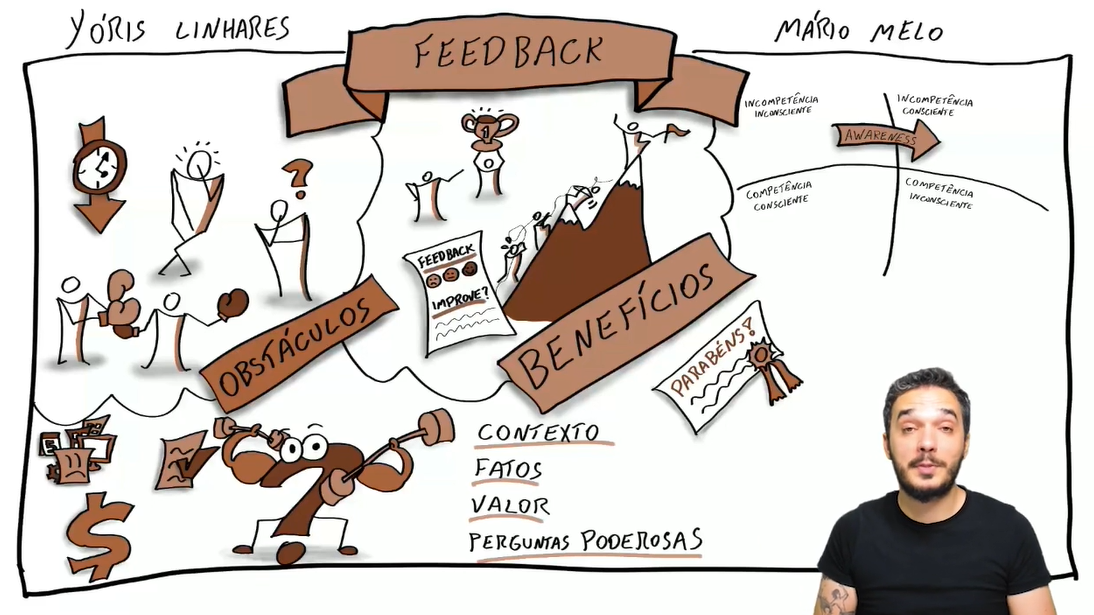 YÓRIS LINHARES
FEEDBACK
MÁRIO MELO
INCOMPETÊNCIA
INCONSCIENTE
INCOMPETÊNCIA
CONSCIENTE
AWARENESS
COMPETÊNCIA
CONSCIENTE
COMPETÊNCIA
INCONSCIENTE
?
1
FEEDBACK
IMPROVE?
OBSTÁCULOS
BENEFÍCIOS
PARABÉNS!
$
CONTEXTO
FATOS
VALOR
PERGUNTAS PODEROSAS